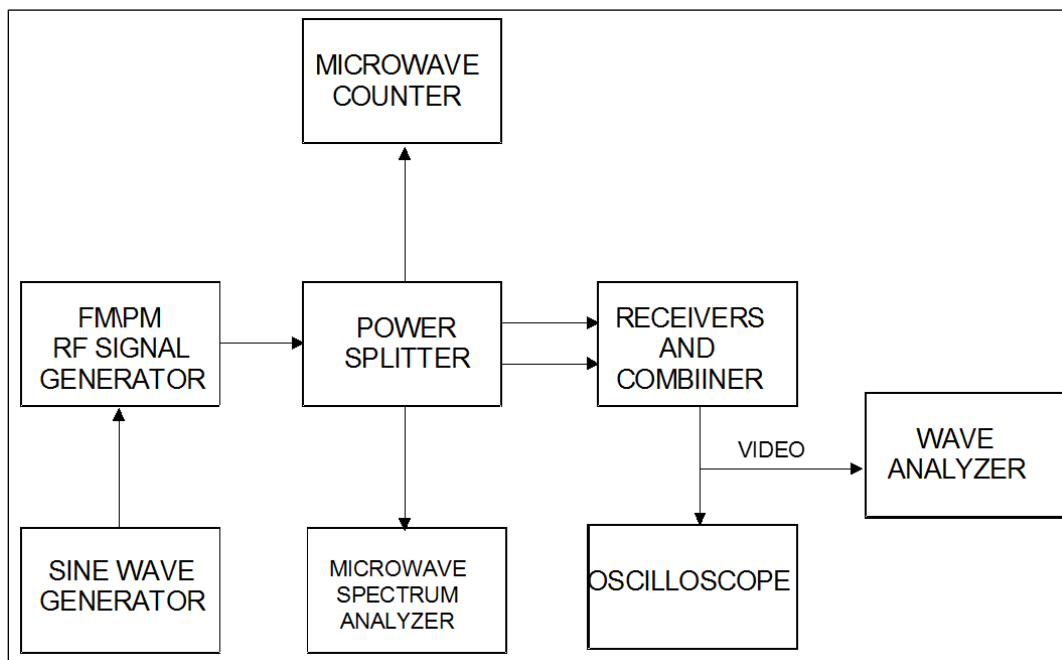 MICROWAVE
COUNTER
FM\PM
RF SIGNAL
GENERATOR
POWER
SPLITTER
RECEIVERS
AND
COMBIINER
VIDEO
WAVE
ANALYZER
SINE WAVE
GENERATOR
MICROWAVE
SPECTRUM
ANALYZER
OSCILLOSCOPE